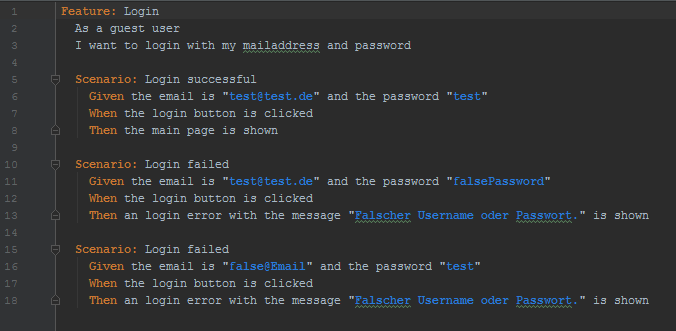 1 Feature: Login
2 As a guest user
3 I want to login with my mailaddress and password
4
5 Scenario: Login successful
6 Given the email is "test@test.de" and the password "test"
7 When the login button is clicked
8 Then the main page is shown
9
10 Scenario: Login failed
11 Given the email is "test@test.de" and the password "falsePassword"
12 When the login button is clicked
13 Then an login error with the message "Falscher Username oder Passwort." is shown
14
15 Scenario: Login failed
16 Given the email is "false@Email" and the password "test"
17 When the login button is clicked
18 Then an login error with the message "Falscher Username oder Passwort." is shown